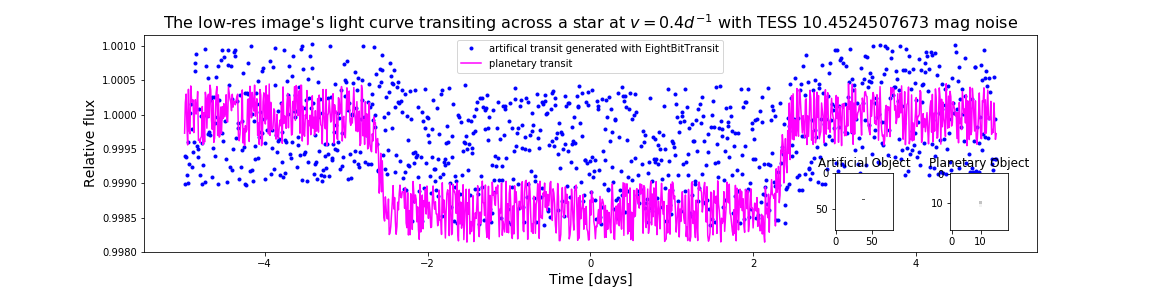 The low-res image's light curve transiting across a star at v = 0.4d⁻¹ with TESS 10.4524507673 mag noise
artifical transit generated with EightBitTransit
planetary transit
Relative flux
1.0010
1.0005
1.0000
0.9995
0.9990
0.9985
0.9980
Artificial Object
Planetary Object
0
50
0
50
0
10
0
10
−4
−2
0
2
4
Time [days]